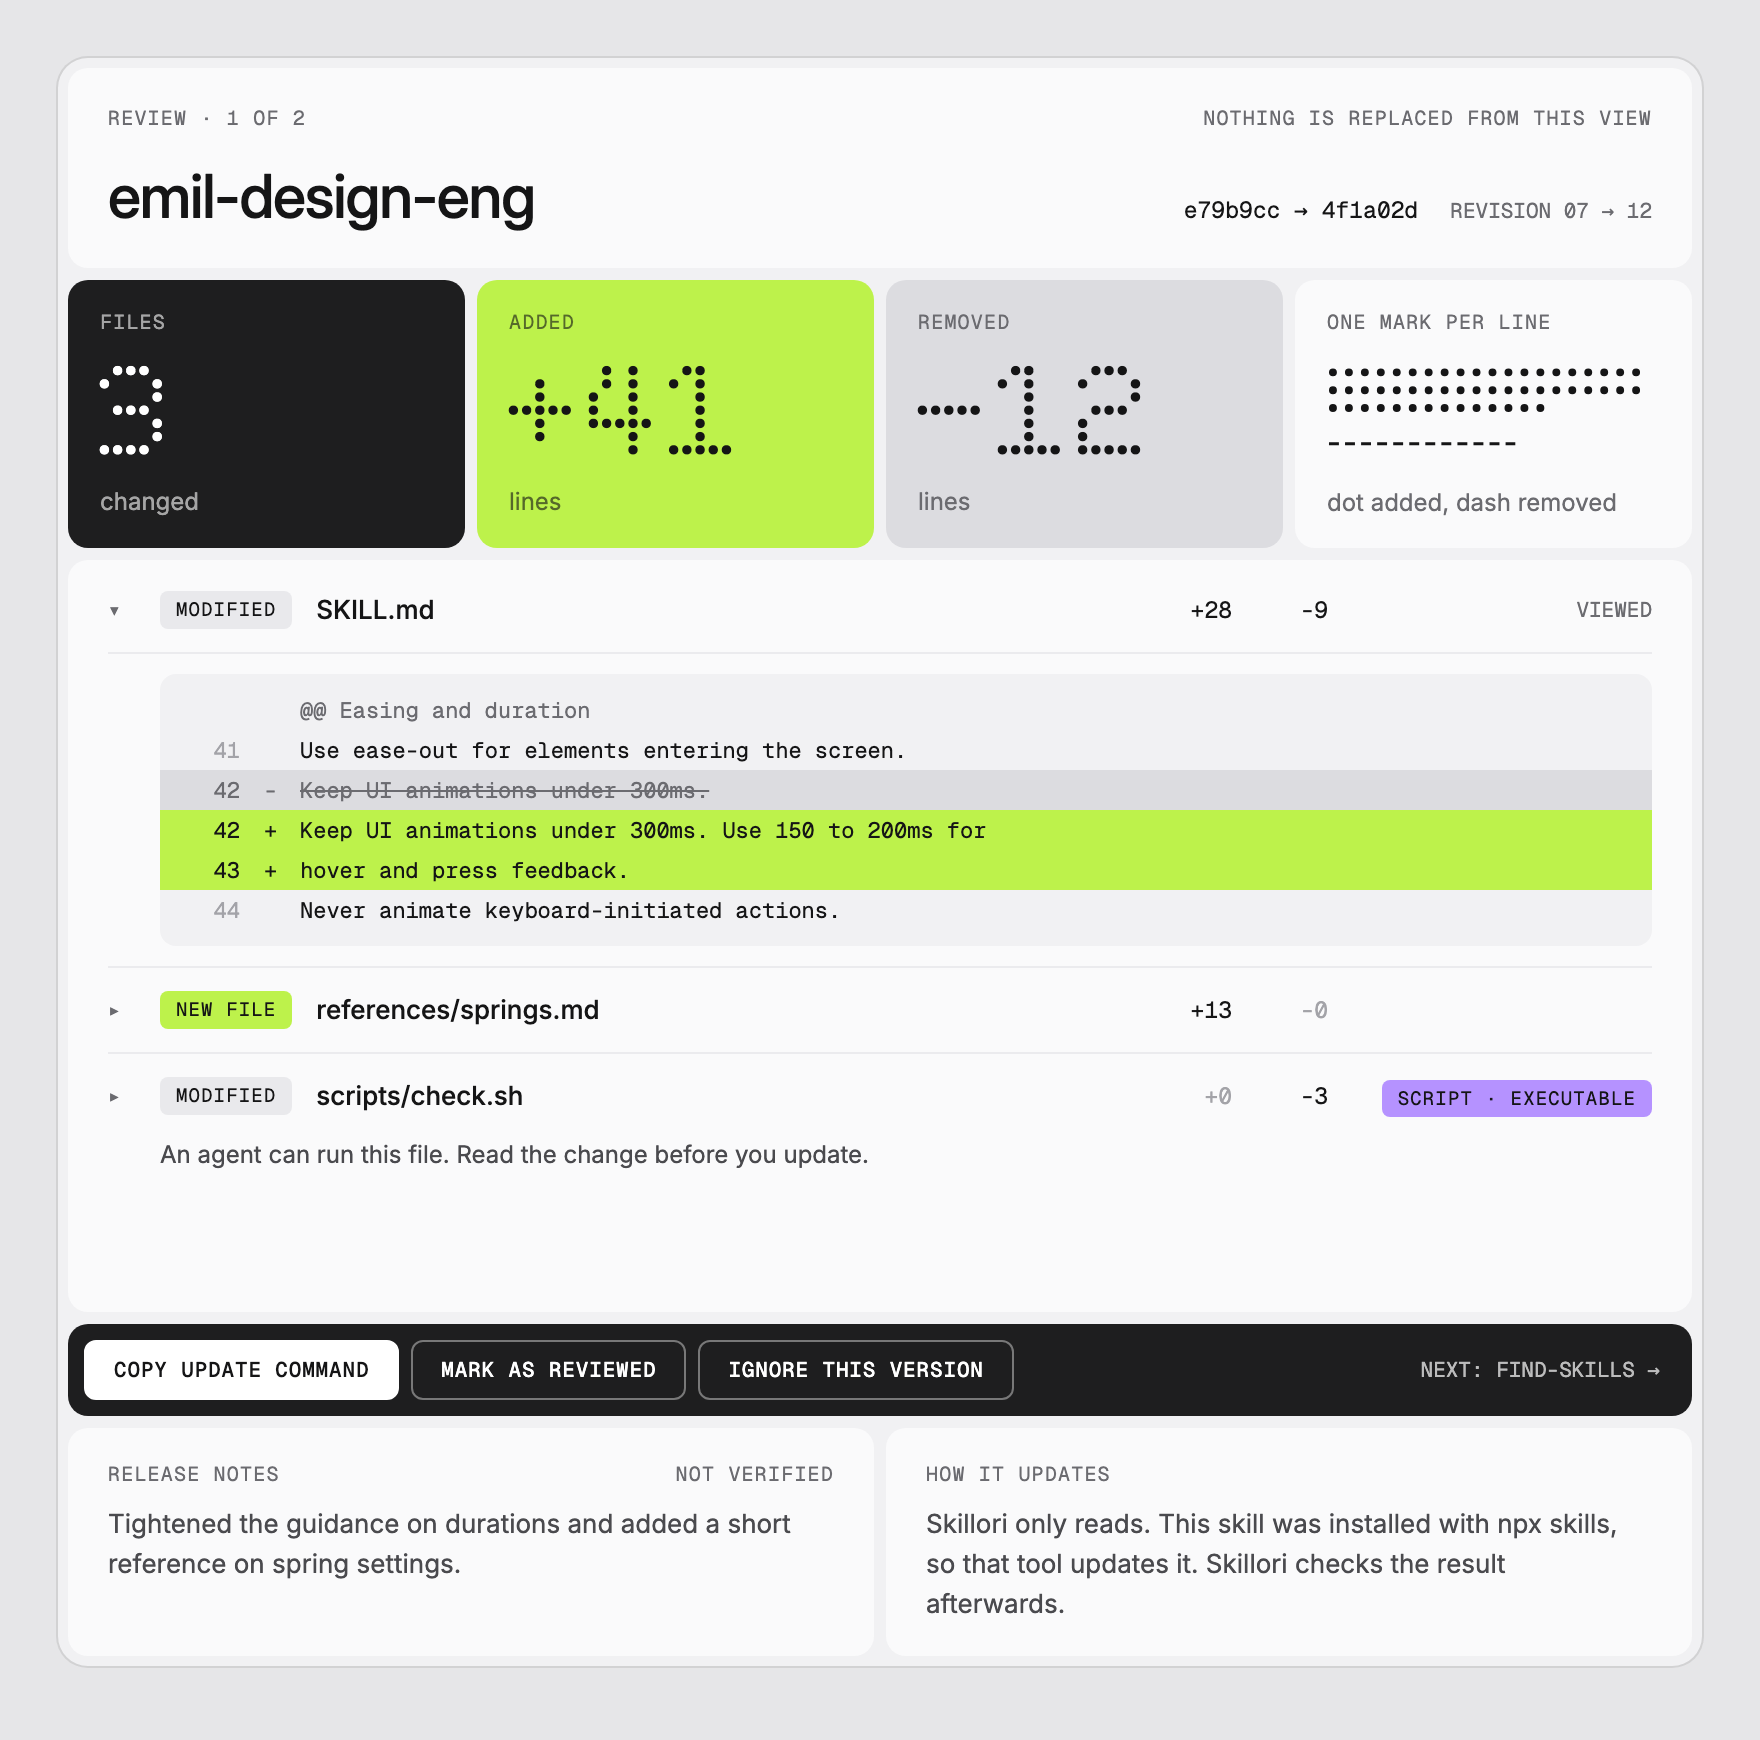 REVIEW · 1 OF 2
NOTHING IS REPLACED FROM THIS VIEW
emil-design-eng
e79b9cc → 4f1a02d REVISION 07 → 12
FILES
3
changed
ADDED
+41
lines
REMOVED
-12
lines
ONE MARK PER LINE
dot added, dash removed
▾ MODIFIED SKILL.md +28 -9 VIEWED
@@ Easing and duration
41 Use ease-out for elements entering the screen.
42 - Keep UI animations under 300ms.
42 + Keep UI animations under 300ms. Use 150 to 200ms for
43 + hover and press feedback.
44 Never animate keyboard-initiated actions.
▸ NEW FILE references/springs.md +13 -0
▸ MODIFIED scripts/check.sh +0 -3 SCRIPT · EXECUTABLE
An agent can run this file. Read the change before you update.
COPY UPDATE COMMAND
MARK AS REVIEWED
IGNORE THIS VERSION
NEXT: FIND-SKILLS →
RELEASE NOTES
NOT VERIFIED
Tightened the guidance on durations and added a short
reference on spring settings.
HOW IT UPDATES
Skillori only reads. This skill was installed with npx skills,
so that tool updates it. Skillori checks the result
afterwards.